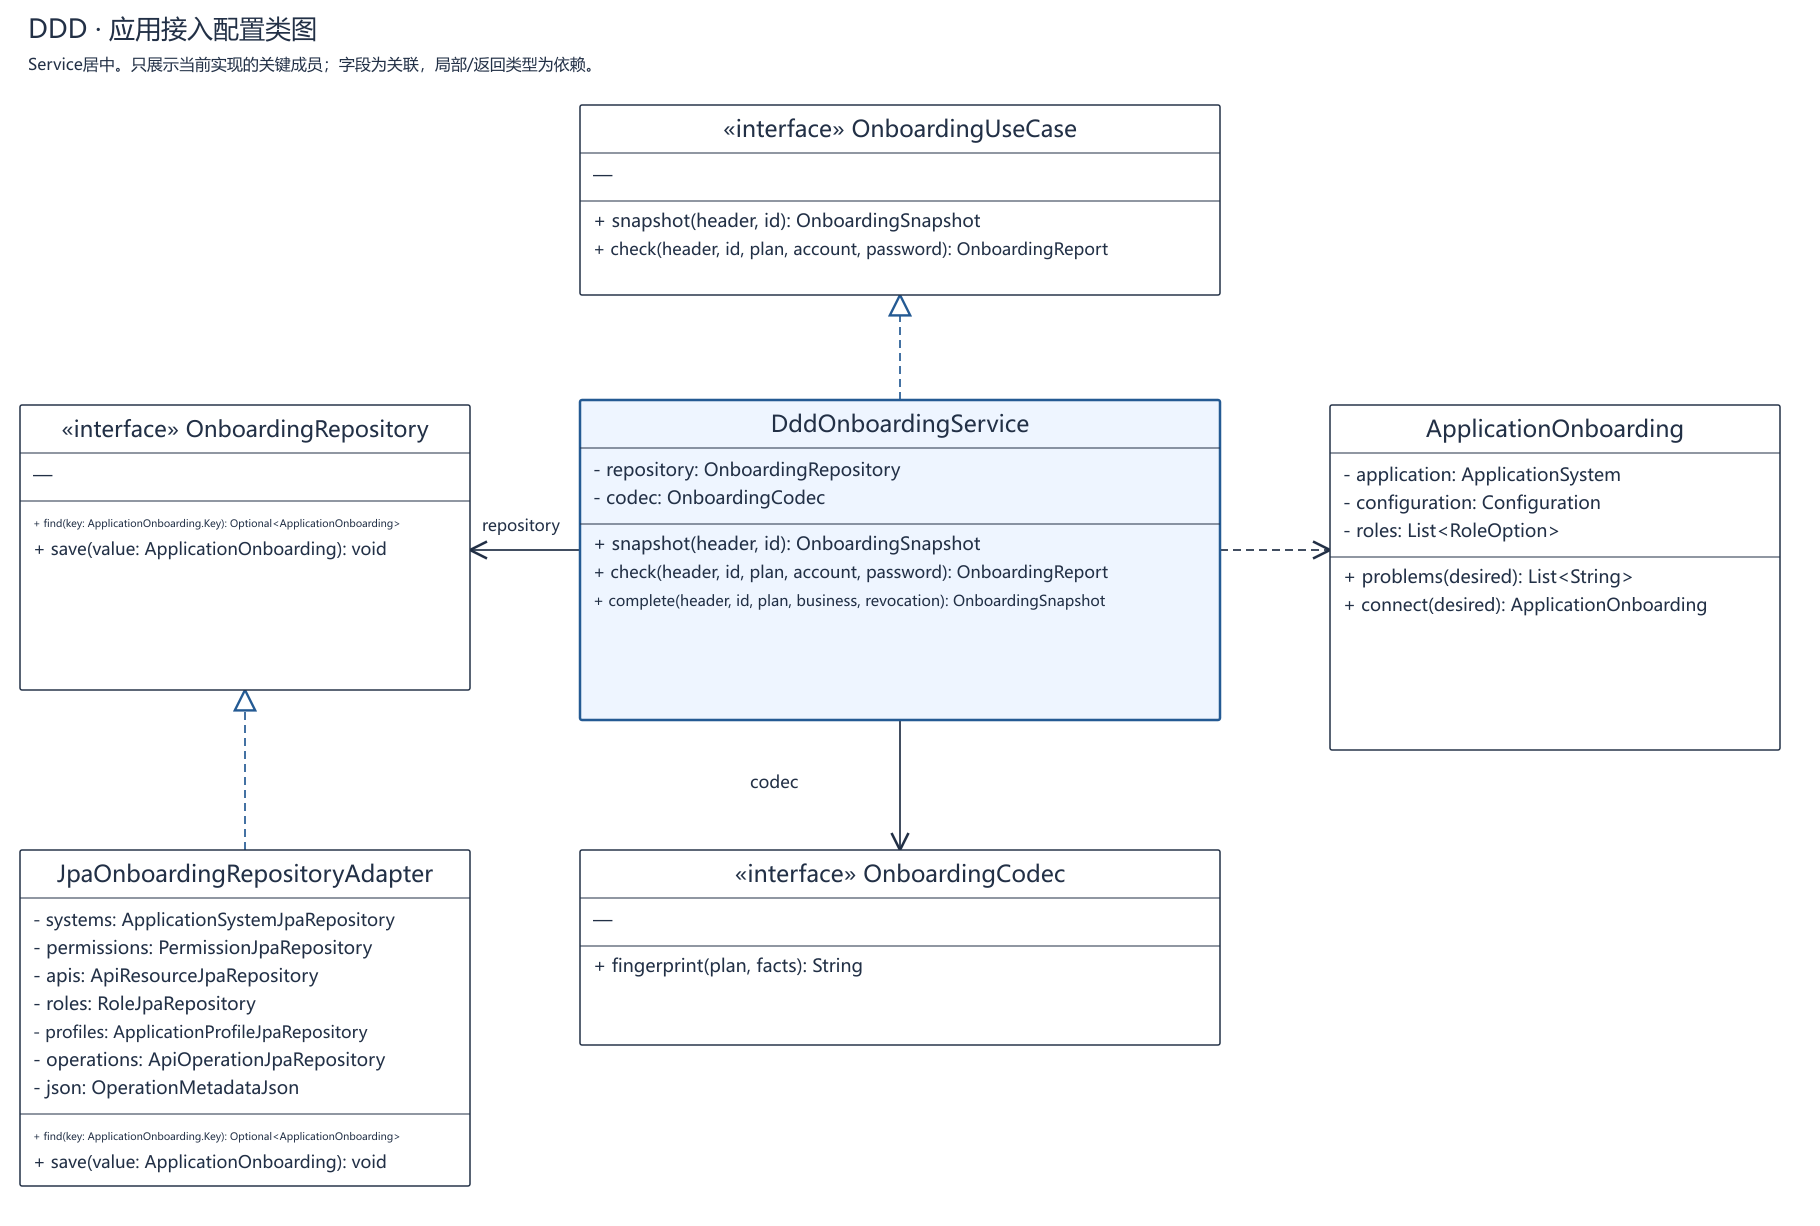 DDD · 应用接入配置类图
Service居中。只展示当前实现的关键成员；字段为关联，局部/返回类型为依赖。
«interface» OnboardingUseCase
—
+ snapshot(header, id): OnboardingSnapshot
+ check(header, id, plan, account, password): OnboardingReport
«interface» OnboardingRepository
—
+ find(key: ApplicationOnboarding.Key): Optional<ApplicationOnboarding>
+ save(value: ApplicationOnboarding): void
repository
DddOnboardingService
- repository: OnboardingRepository
- codec: OnboardingCodec
+ snapshot(header, id): OnboardingSnapshot
+ check(header, id, plan, account, password): OnboardingReport
+ complete(header, id, plan, business, revocation): OnboardingSnapshot
ApplicationOnboarding
- application: ApplicationSystem
- configuration: Configuration
- roles: List<RoleOption>
+ problems(desired): List<String>
+ connect(desired): ApplicationOnboarding
codec
JpaOnboardingRepositoryAdapter
- systems: ApplicationSystemJpaRepository
- permissions: PermissionJpaRepository
- apis: ApiResourceJpaRepository
- roles: RoleJpaRepository
- profiles: ApplicationProfileJpaRepository
- operations: ApiOperationJpaRepository
- json: OperationMetadataJson
+ find(key: ApplicationOnboarding.Key): Optional<ApplicationOnboarding>
+ save(value: ApplicationOnboarding): void
«interface» OnboardingCodec
—
+ fingerprint(plan, facts): String